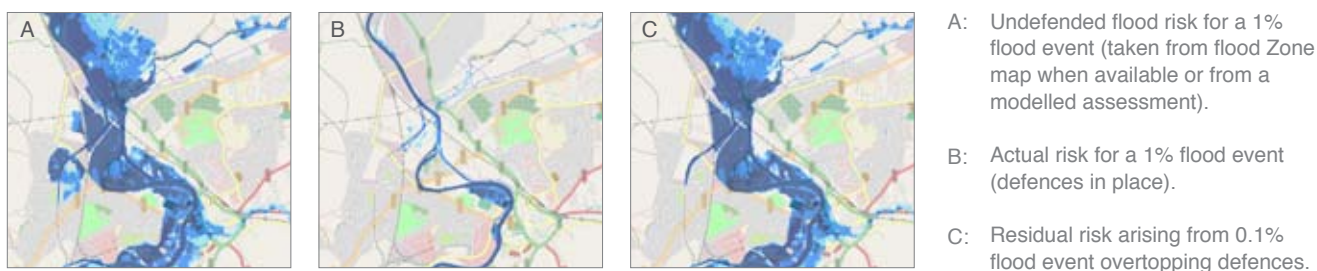 A
B
C
A: Undefended flood risk for a 1%
flood event (taken from flood Zone
map when available or from a
modelled assessment).
B: Actual risk for a 1% flood event
(defences in place).
C: Residual risk arising from 0.1%
flood event overtopping defences.